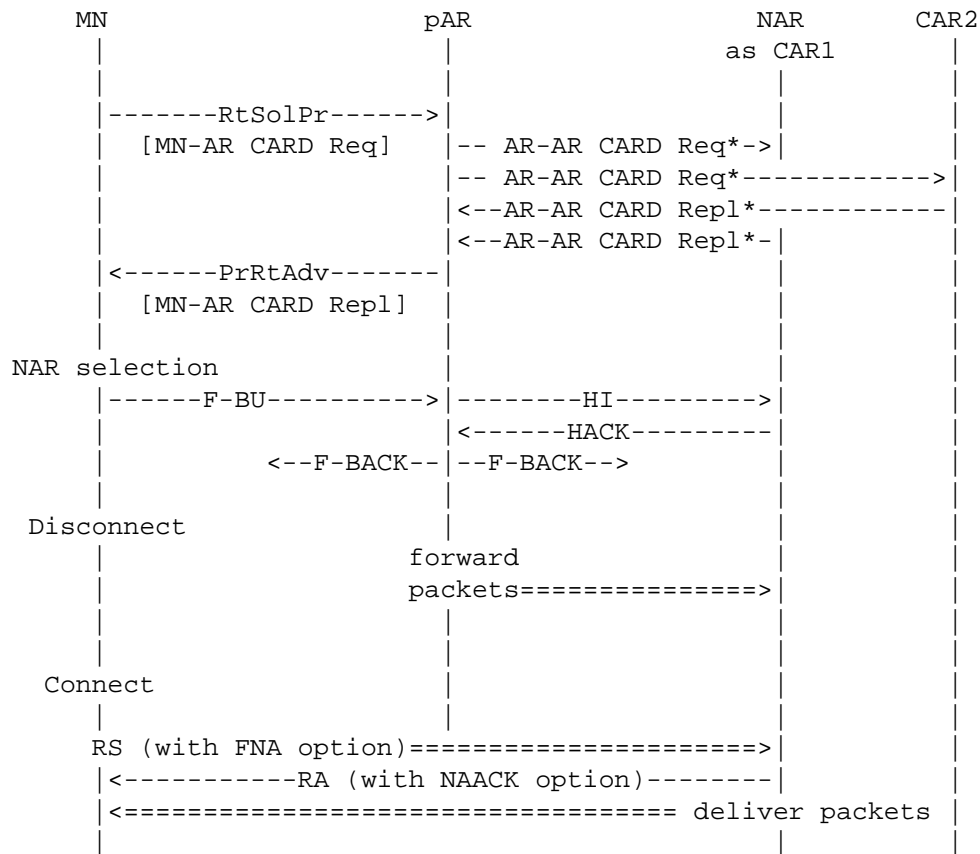 MN pAR NAR CAR2
| | as CAR1 |
| | | |
|-------RtSolPr------>| | |
| [MN-AR CARD Req] |-- AR-AR CARD Req*->| |
| |-- AR-AR CARD Req*------------>|
| |<--AR-AR CARD Repl*------------|
| |<--AR-AR CARD Repl*-| |
|<------PrRtAdv-------| | |
| [MN-AR CARD Repl] | | |
| | | |
NAR selection | | |
|------F-BU---------->|--------HI--------->| |
| |<------HACK---------| |
| <--F-BACK--|--F-BACK--> | |
| | | |
Disconnect | | |
| forward | |
| packets===============>| |
| | | |
| | | |
Connect | | |
| | | |
RS (with FNA option)======================>| |
|<-----------RA (with NAACK option)--------| |
|<=================================== deliver packets |
| | |